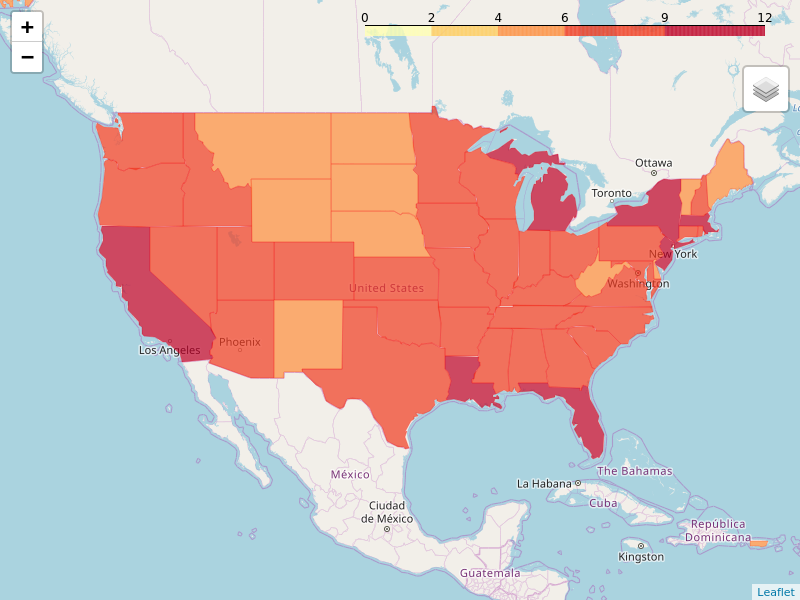 +
−
0 2 4 6 9 12
Ottawa
Toronto
New York
Washington
United States
Phoenix
Los Angeles
México
Ciudad
de México
La Habana
The Bahamas
Cuba
República
Dominicana
Kingston
Guatemala
Leaflet